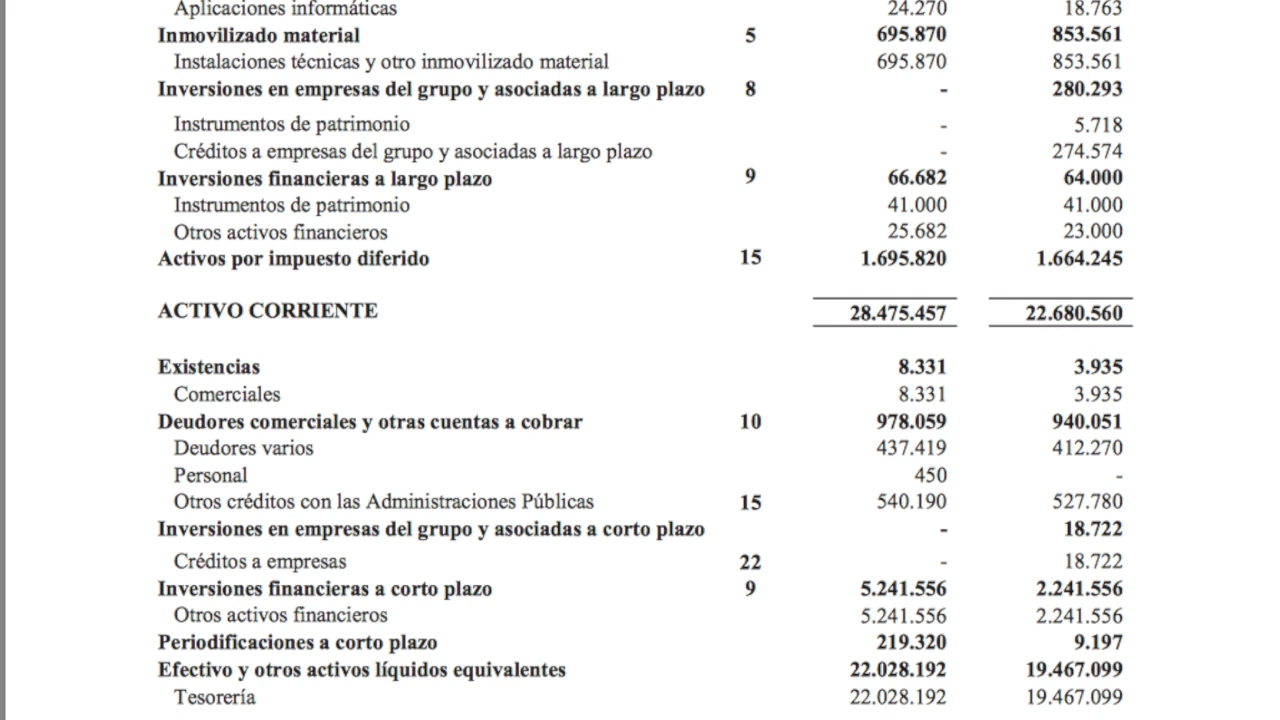 Aplicaciones informáticas 24.270 18.763
Inmovilizado material 5 695.870 853.561
Instalaciones técnicas y otro inmovilizado material 695.870 853.561
Inversiones en empresas del grupo y asociadas a largo plazo 8 - 280.293
Instrumentos de patrimonio - 5.718
Créditos a empresas del grupo y asociadas a largo plazo - 274.574
Inversiones financieras a largo plazo 9 66.682 64.000
Instrumentos de patrimonio 41.000 41.000
Otros activos financieros 25.682 23.000
Activos por impuesto diferido 15 1.695.820 1.664.245
ACTIVO CORRIENTE 28.475.457 22.680.560
Existencias 8.331 3.935
Comerciales 8.331 3.935
Deudores comerciales y otras cuentas a cobrar 10 978.059 940.051
Deudores varios 437.419 412.270
Personal 450 -
Otros créditos con las Administraciones Públicas 15 540.190 527.780
Inversiones en empresas del grupo y asociadas a corto plazo - 18.722
Créditos a empresas 22 - 18.722
Inversiones financieras a corto plazo 9 5.241.556 2.241.556
Otros activos financieros 5.241.556 2.241.556
Periodificaciones a corto plazo 219.320 9.197
Efectivo y otros activos líquidos equivalentes 22.028.192 19.467.099
Tesorería 22.028.192 19.467.099